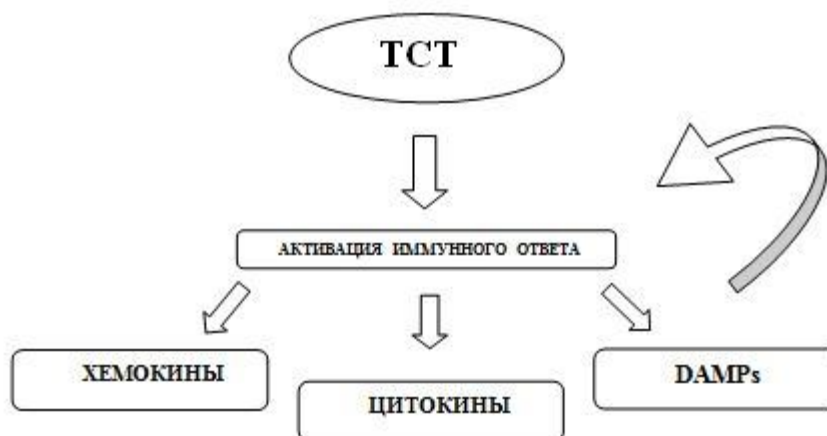 ТСТ
АКТИВАЦИЯ ИММУННОГО ОТВЕТА
ХЕМОКИНЫ
ЦИТОКИНЫ
DAMPs